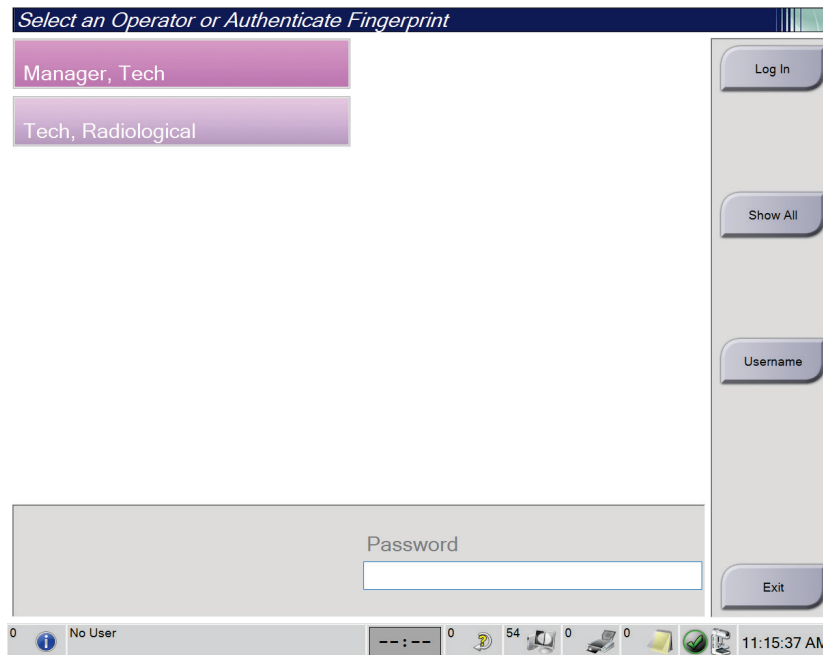 Select an Operator or Authenticate Fingerprint
Manager, Tech
Tech, Radiological
Log In
Show All
Username
Password
Exit
0 No User --:-- 0 54 0 0 11:15:37 AM